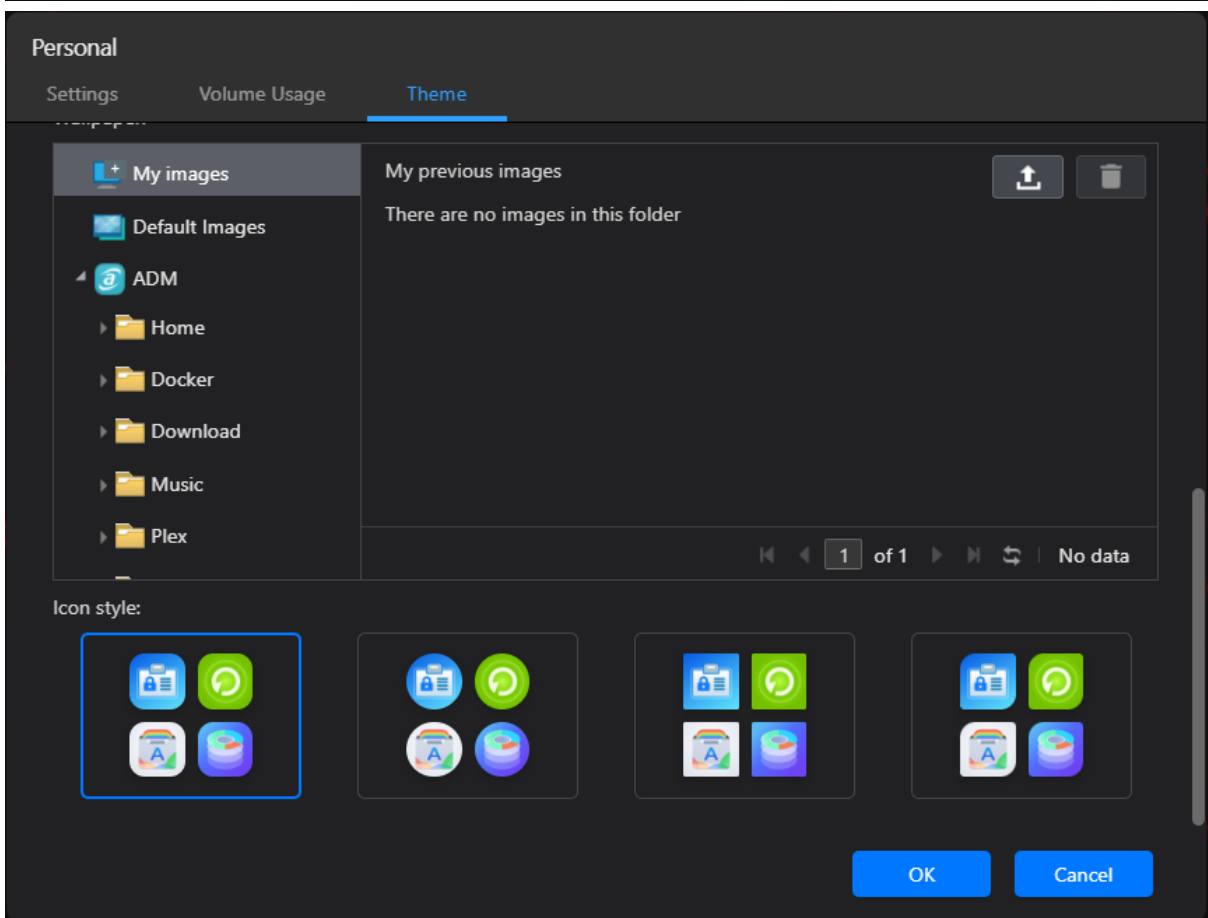 Personal
Settings Volume Usage Theme
My images
Default Images
ADM
Home
Docker
Download
Music
Plex
My previous images
There are no images in this folder
1 of 1 No data
Icon style:
OK Cancel